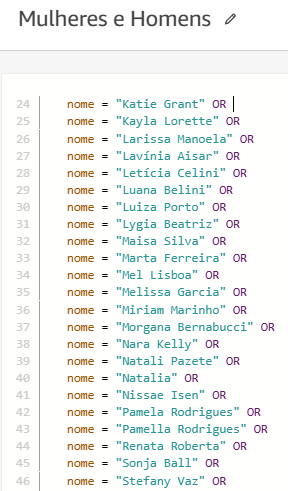 Mulheres e Homens
24 nome = "Katie Grant" OR
25 nome = "Kayla Lorette" OR
26 nome = "Larissa Manoela" OR
27 nome = "Lavínia Aisar" OR
28 nome = "Letícia Celini" OR
29 nome = "Luana Belini" OR
30 nome = "Luiza Porto" OR
31 nome = "Lygia Beatriz" OR
32 nome = "Maisa Silva" OR
33 nome = "Marta Ferreira" OR
34 nome = "Mel Lisboa" OR
35 nome = "Melissa Garcia" OR
36 nome = "Miriam Marinho" OR
37 nome = "Morgana Bernabucci" OR
38 nome = "Nara Kelly" OR
39 nome = "Natali Pazete" OR
40 nome = "Natalia" OR
41 nome = "Nissae Isen" OR
42 nome = "Pamela Rodrigues" OR
43 nome = "Pamella Rodrigues" OR
44 nome = "Renata Roberta" OR
45 nome = "Sonja Ball" OR
46 nome = "Stefany Vaz" OR